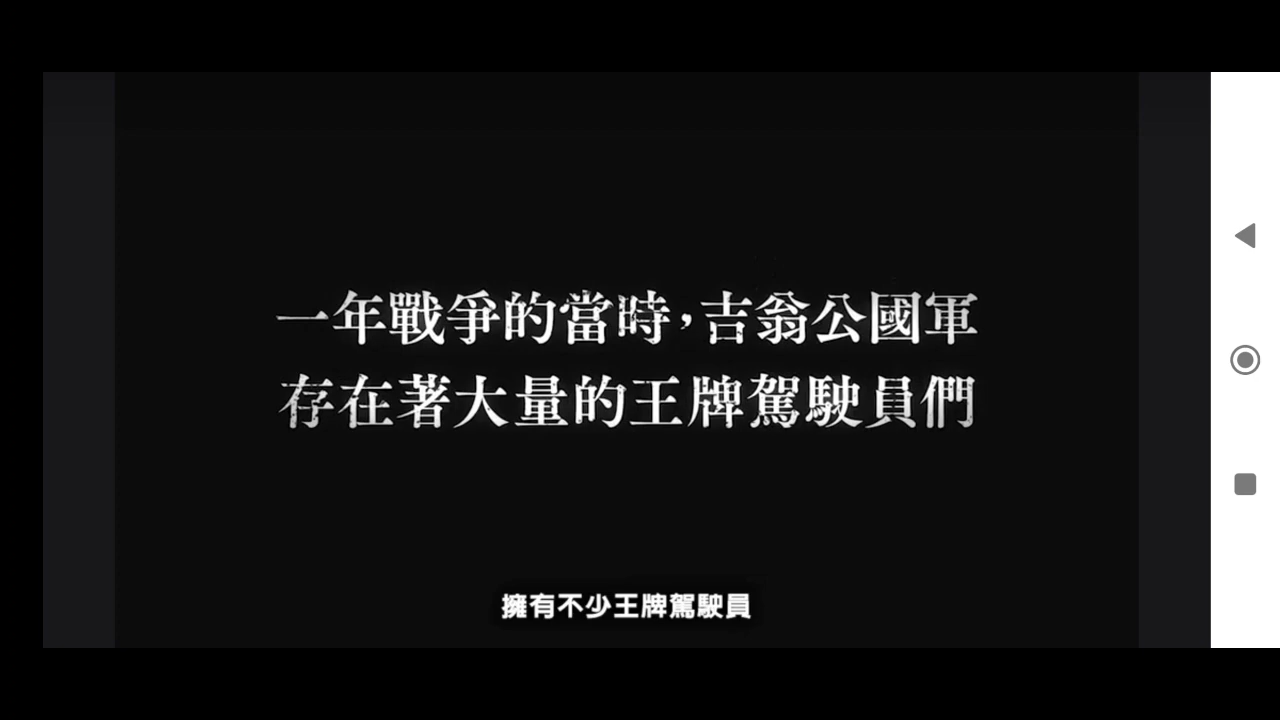 一年戰爭的當時，吉翁公國軍
存在著大量的王牌駕駛員們
擁有不少王牌駕駛員